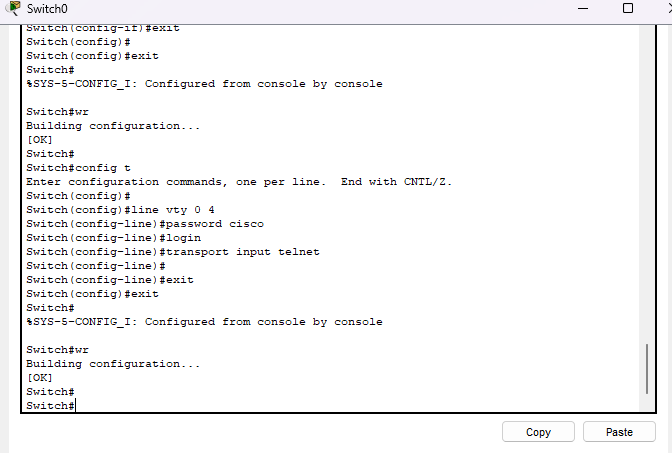 Switch0
Switch(config-if)#exit
Switch(config)#
Switch(config)#exit
Switch#
%SYS-5-CONFIG_I: Configured from console by console
Switch#wr
Building configuration...
[OK]
Switch#
Switch#config t
Enter configuration commands, one per line.  End with CNTL/Z.
Switch(config)#
Switch(config)#line vty 0 4
Switch(config-line)#password cisco
Switch(config-line)#login
Switch(config-line)#transport input telnet
Switch(config-line)#
Switch(config-line)#exit
Switch(config)#exit
Switch#
%SYS-5-CONFIG_I: Configured from console by console
Switch#wr
Building configuration...
[OK]
Switch#
Switch#
Copy
Paste